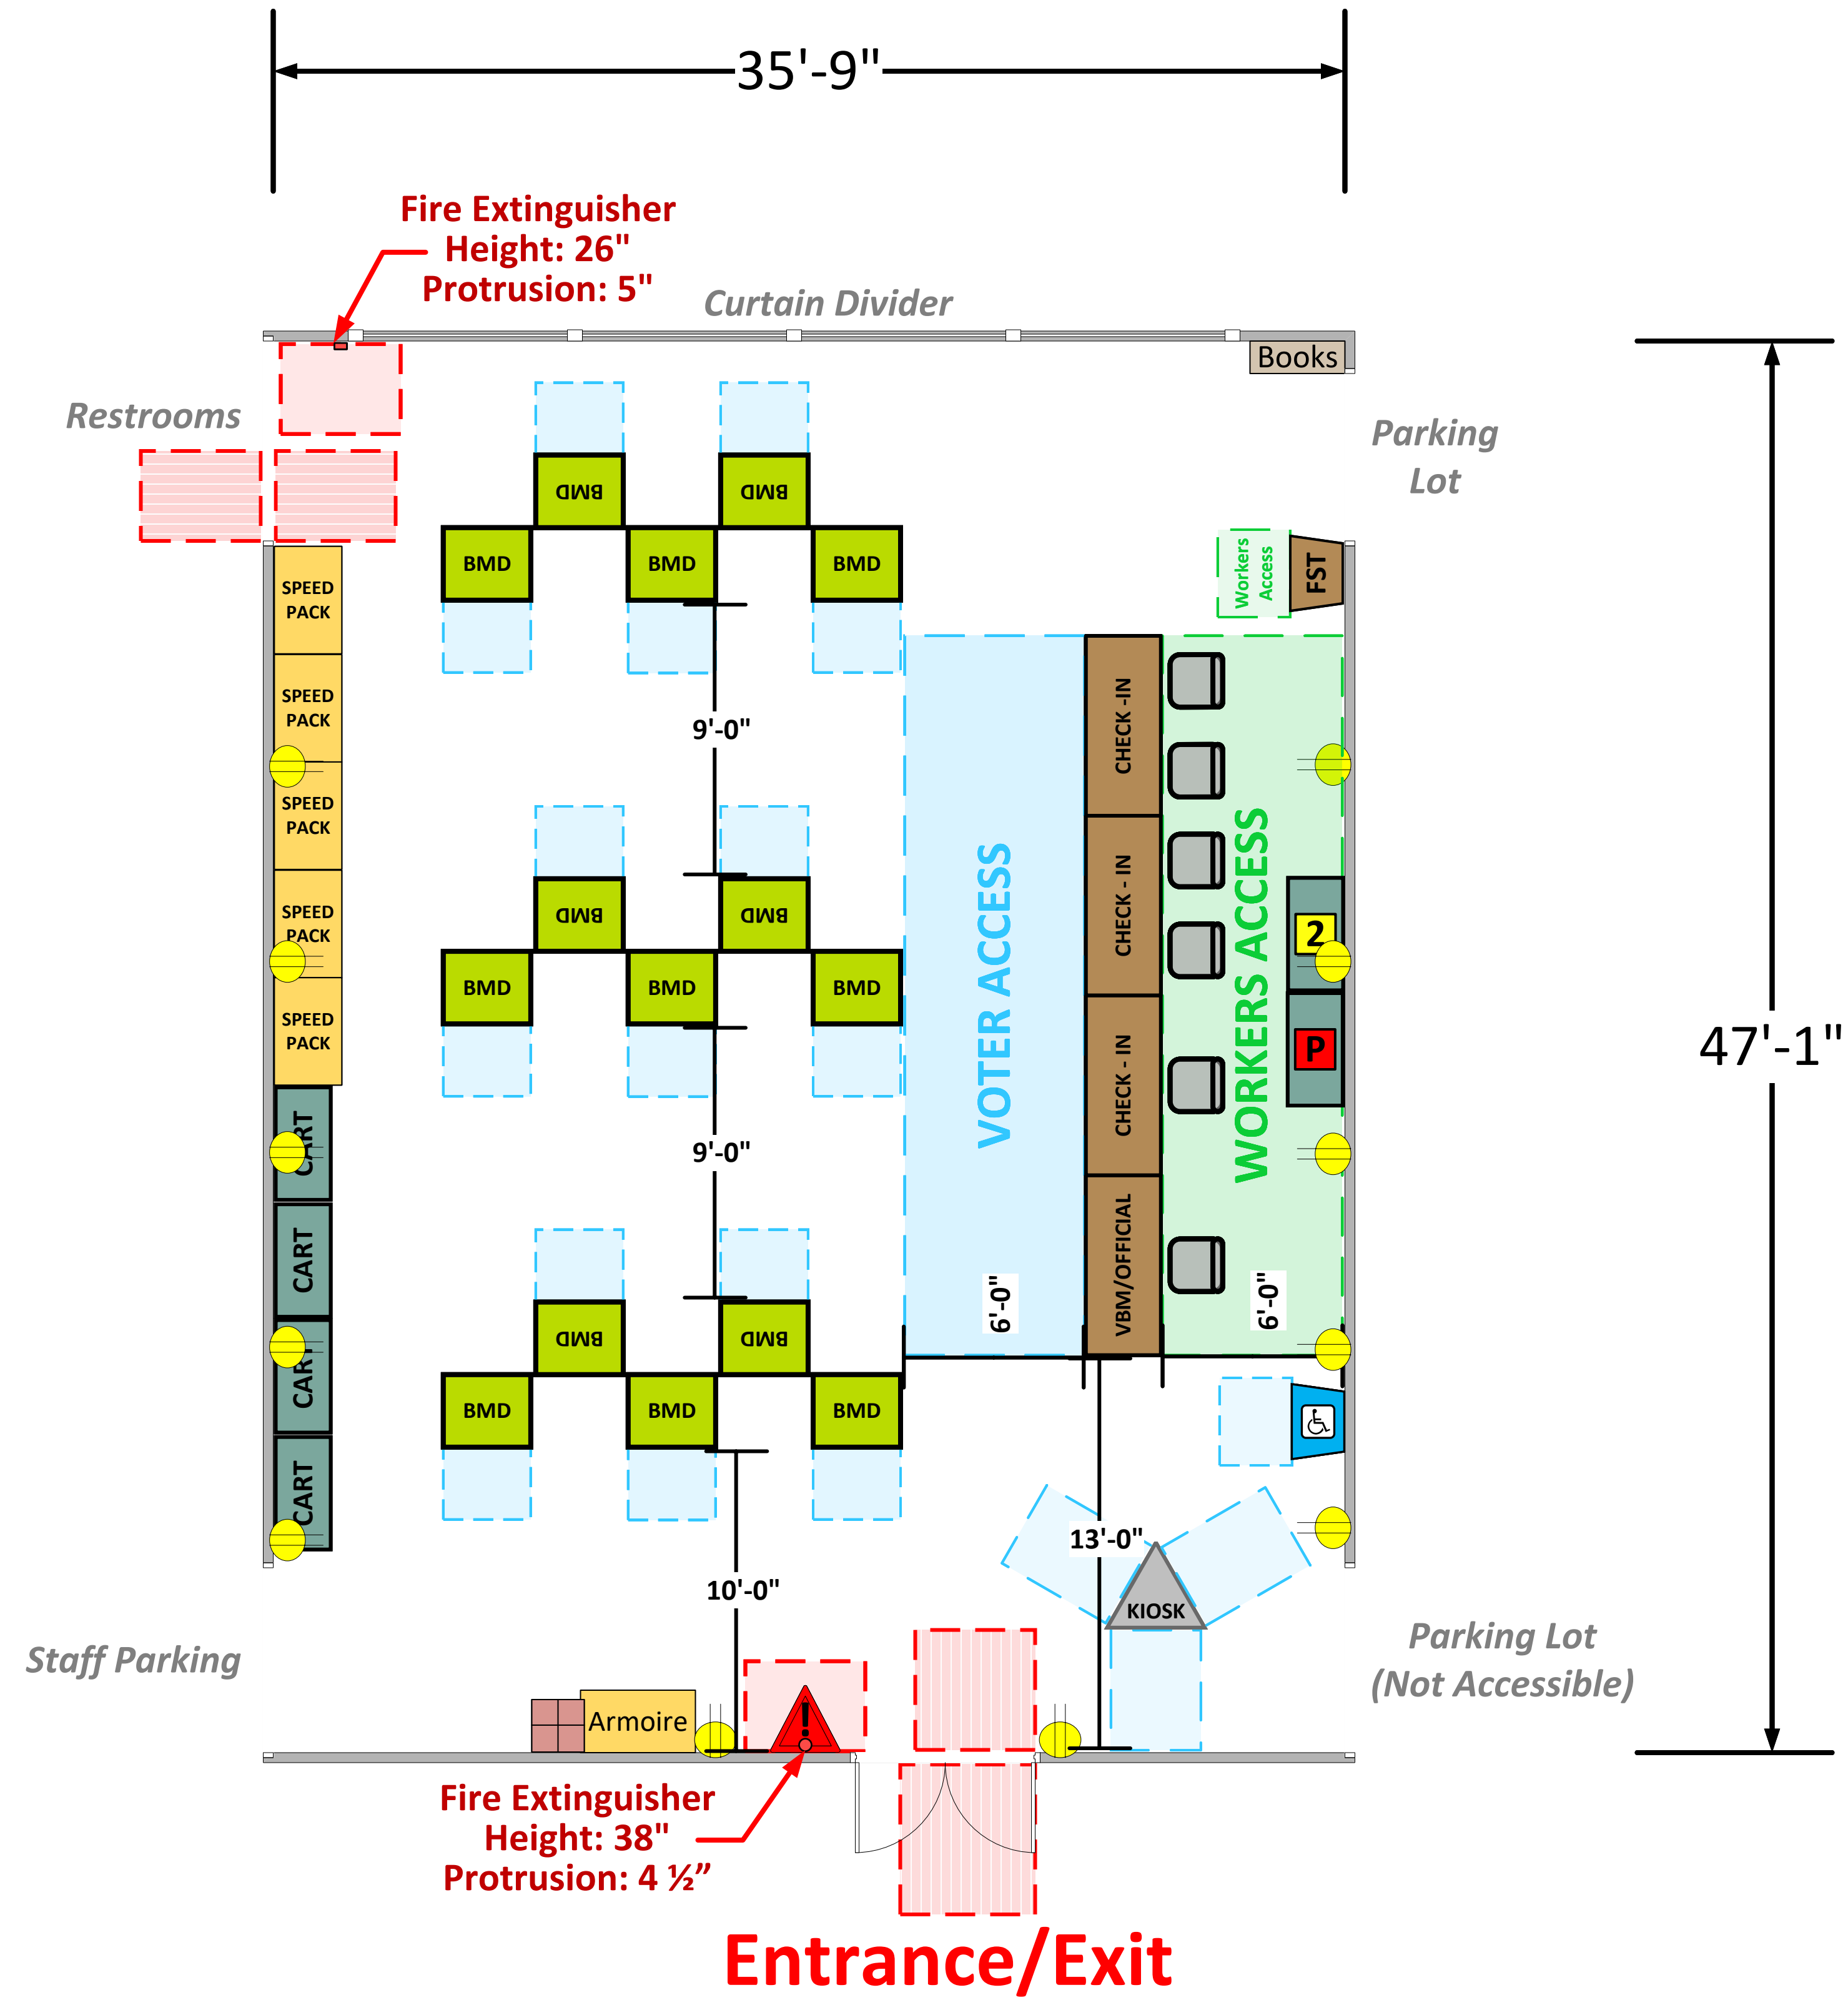 35'-9"
Fire Extinguisher
Height: 26"
Protrusion: 5"
Curtain Divider
Books
Restrooms
Parking
Lot
BMD
BMD
BMD
BMD
BMD
Workers
Access
FST
SPEED
PACK
SPEED
PACK
SPEED
PACK
SPEED
PACK
SPEED
PACK
9'-0"
CHECK -IN
CHECK - IN
CHECK - IN
VBM/OFFICIAL
VOTER ACCESS
WORKERS ACCESS
BMD
BMD
BMD
BMD
BMD
2
P
47'-1"
9'-0"
CART
CART
CART
CART
6'-0"
6'-0"
BMD
BMD
BMD
BMD
BMD
13'-0"
10'-0"
KIOSK
Staff Parking
Parking Lot
(Not Accessible)
Armoire
!
Fire Extinguisher
Height: 38"
Protrusion: 4 ½”
Entrance/Exit